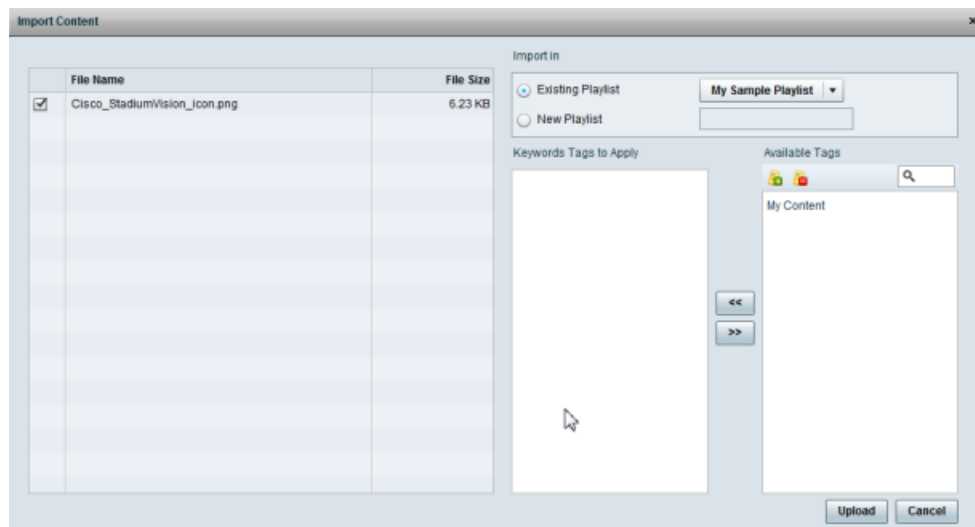 Import Content
File Name
File Size
Cisco_StadiumVision_icon.png
6.23 KB
Import in
Existing Playlist
My Sample Playlist
New Playlist
Keywords Tags to Apply
Available Tags
My Content
<<
>>
Upload
Cancel